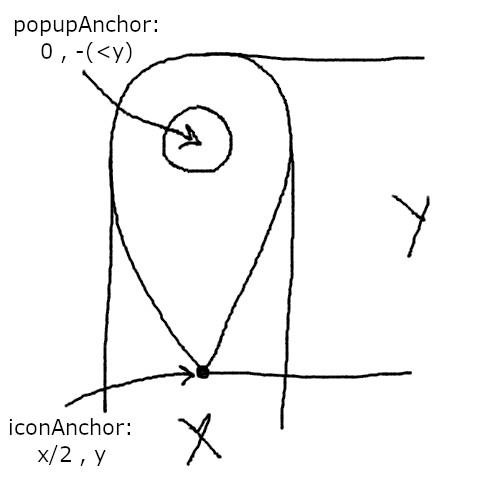 popupAnchor:
0 , -(<y)
Y
iconAnchor:
x/2 , y
X